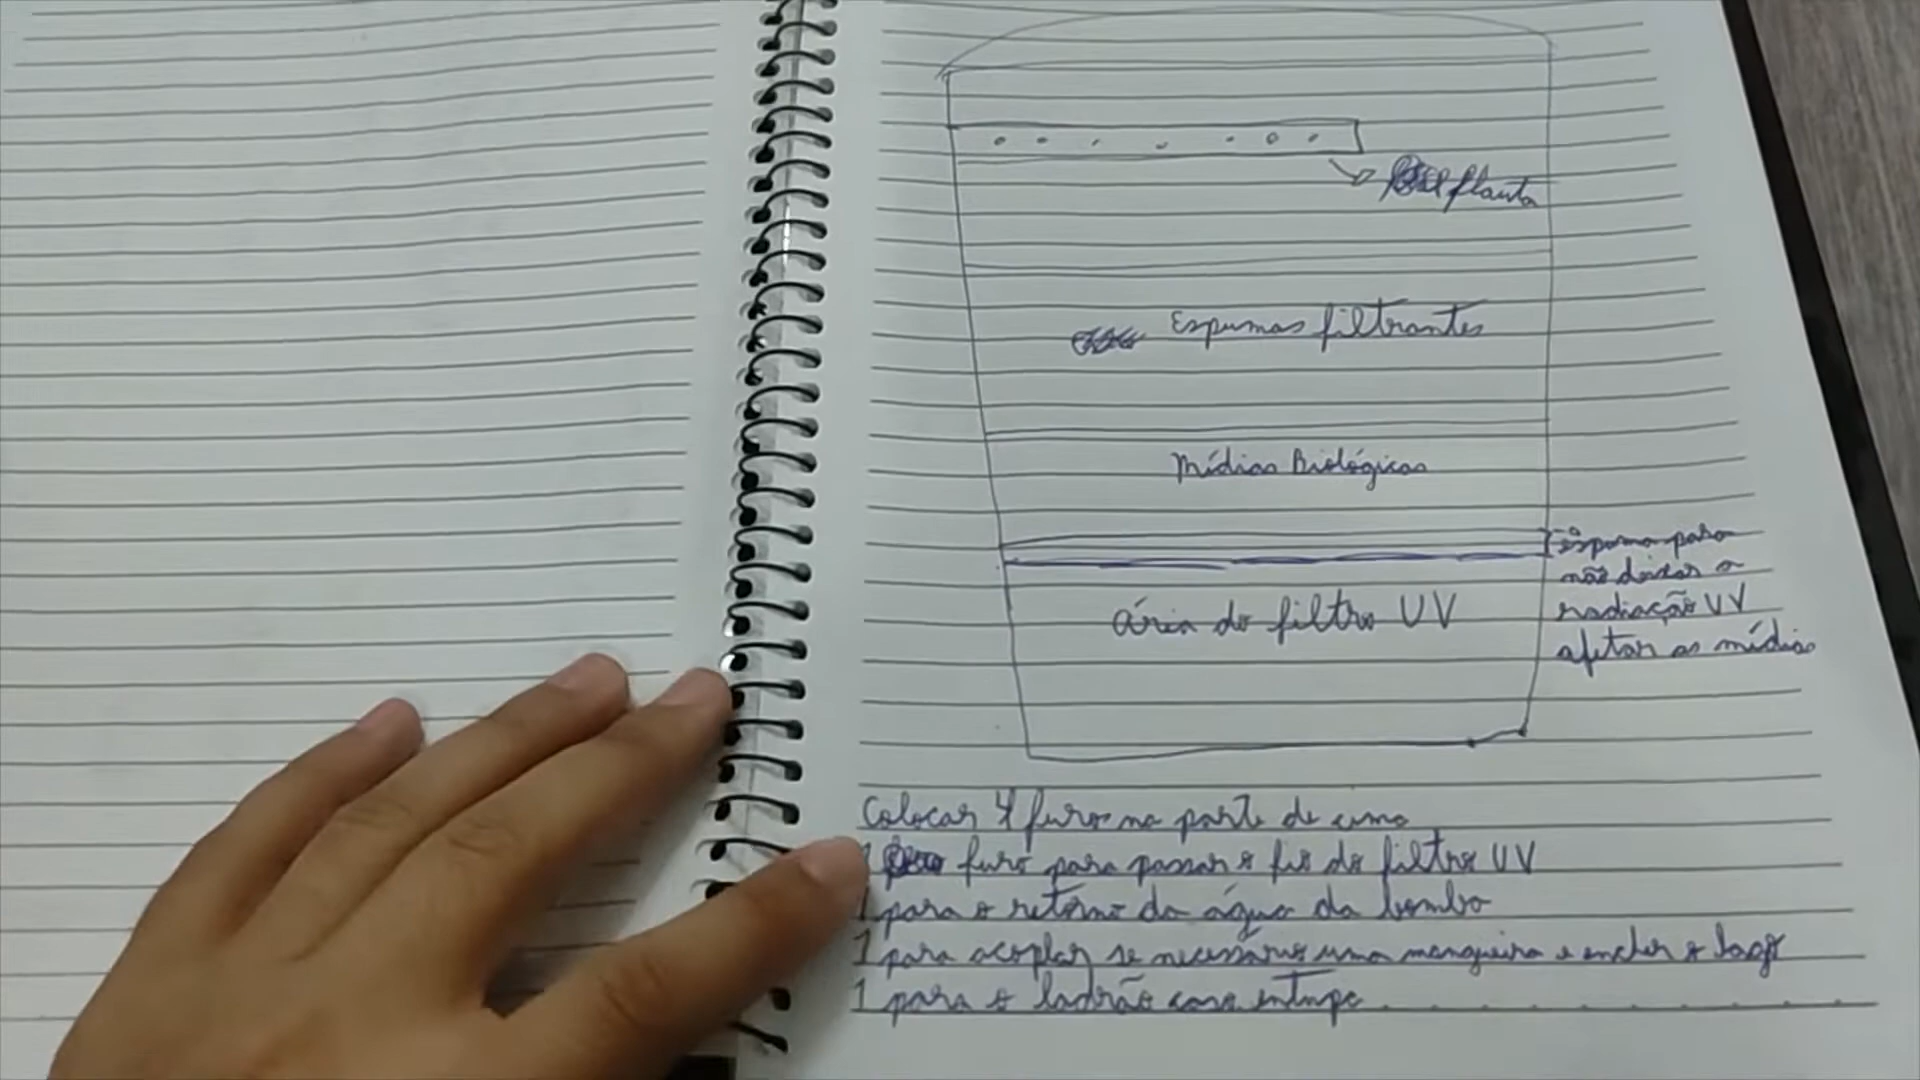 flauta
Espumas filtrantes
Mídias Biológicas
Espuma para
não deixar a
radiação UV
afetar as mídias
área do filtro UV
Colocar 4 furos na parte de cima
1 furo para passar o fio do filtro UV
1 para o retorno da água da bomba
1 para acoplar se necessário uma mangueira e encher o lago
1 para o ladrão caso entupa